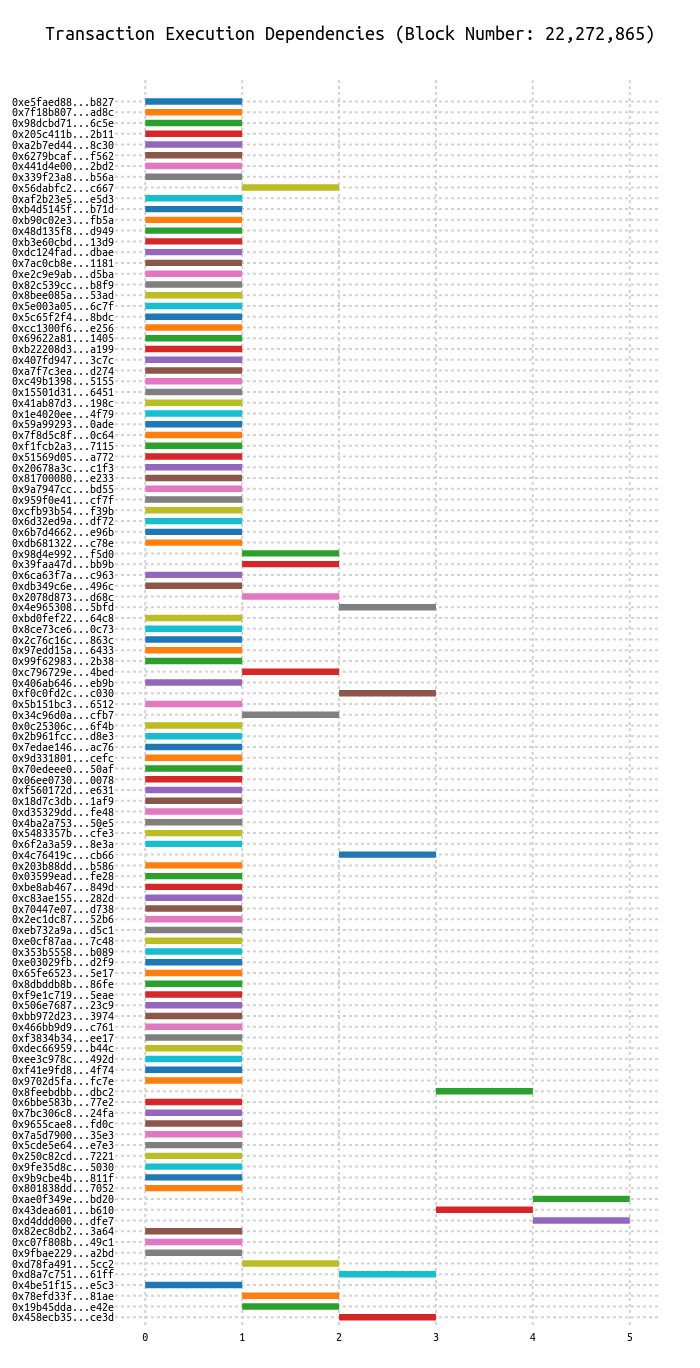 Transaction Execution Dependencies (Block Number: 22,272,865)
0xe5faed88...b827
0x7f18b807...ad8c
0x98dcbd71...6c5e
0x205c411b...2b11
0xa2b7ed44...8c30
0x6279bcaf...f562
0x441d4e00...2bd2
0x339f23a8...b56a
0x56dabfc2...c667
0xaf2b23e5...e5d3
0xb4d5145f...b71d
0xb90c02e3...fb5a
0x48d135f8...d949
0xb3e60cbd...13d9
0xdc124fad...dbae
0x7ac0cb8e...1181
0xe2c9e9ab...d5ba
0x82c539cc...b8f9
0x8bee085a...53ad
0x5e003a05...6c7f
0x5c65f2f4...8bdc
0xcc1300f6...e256
0x69622a81...1405
0xb22208d3...a199
0x407fd947...3c7c
0xa7f7c3ea...d274
0xc49b1398...5155
0x15501d31...6451
0x41ab87d3...198c
0x1e4020ee...4f79
0x59a99293...0ade
0x7f8d5c8f...0c64
0xf1fcb2a3...7115
0x51569d05...a772
0x20678a3c...c1f3
0x81700080...e233
0x9a7947cc...bd55
0x959f0e41...cf7f
0xcfb93b54...f39b
0x6d32ed9a...df72
0x6b7d4662...e96b
0xdb681322...c78e
0x98d4e992...f5d0
0x39faa47d...bb9b
0x6ca63f7a...c963
0xdb349c6e...496c
0x2078d873...d68c
0x4e965308...5bfd
0xbd0fef22...64c8
0x8ce73ce6...0c73
0x2c76c16c...863c
0x97edd15a...6433
0x99f62983...2b38
0xc796729e...4bed
0x406ab646...eb9b
0xf0c0fd2c...c030
0x5b151bc3...6512
0x34c96d0a...cfb7
0x0c25306c...6f4b
0x2b961fcc...d8e3
0x7edae146...ac76
0x9d331801...cefc
0x70edeee0...50af
0x06ee0730...0078
0xf560172d...e631
0x18d7c3db...1af9
0xd35329dd...fe48
0x4ba2a753...50e5
0x5483357b...cfe3
0x6f2a3a59...8e3a
0x4c76419c...cb66
0x203b88dd...b586
0x03599ead...fe28
0xbe8ab467...849d
0xc83ae155...282d
0x70447e07...d738
0x2ec1dc87...52b6
0xeb732a9a...d5c1
0xe0cf87aa...7c48
0x353b5558...b089
0xe03029fb...d2f9
0x65fe6523...5e17
0x8dbddb8b...86fe
0xf9e1c719...5eae
0x506e7687...23c9
0xbb972d23...3974
0x466bb9d9...c761
0xf3834b34...ee17
0xdec66959...b44c
0xee3c978c...492d
0xf41e9fd8...4f74
0x9702d5fa...fc7e
0x8feebdbb...dbc2
0x6bbe583b...77e2
0x7bc306c8...24fa
0x9655cae8...fd0c
0x7a5d7900...35e3
0x5cde5e64...e7e3
0x250c82cd...7221
0x9fe35d8c...5030
0x9b9cbe4b...811f
0x801838dd...7052
0xae0f349e...bd20
0x43dea601...b610
0xd4ddd000...dfe7
0x82ec8db2...3a64
0xc07f808b...49c1
0x9fbae229...a2bd
0xd78fa491...5cc2
0xd8a7c751...61ff
0x4be51f15...e5c3
0x78efd33f...81ae
0x19b45dda...e42e
0x458ecb35...ce3d
0 1 2 3 4 5